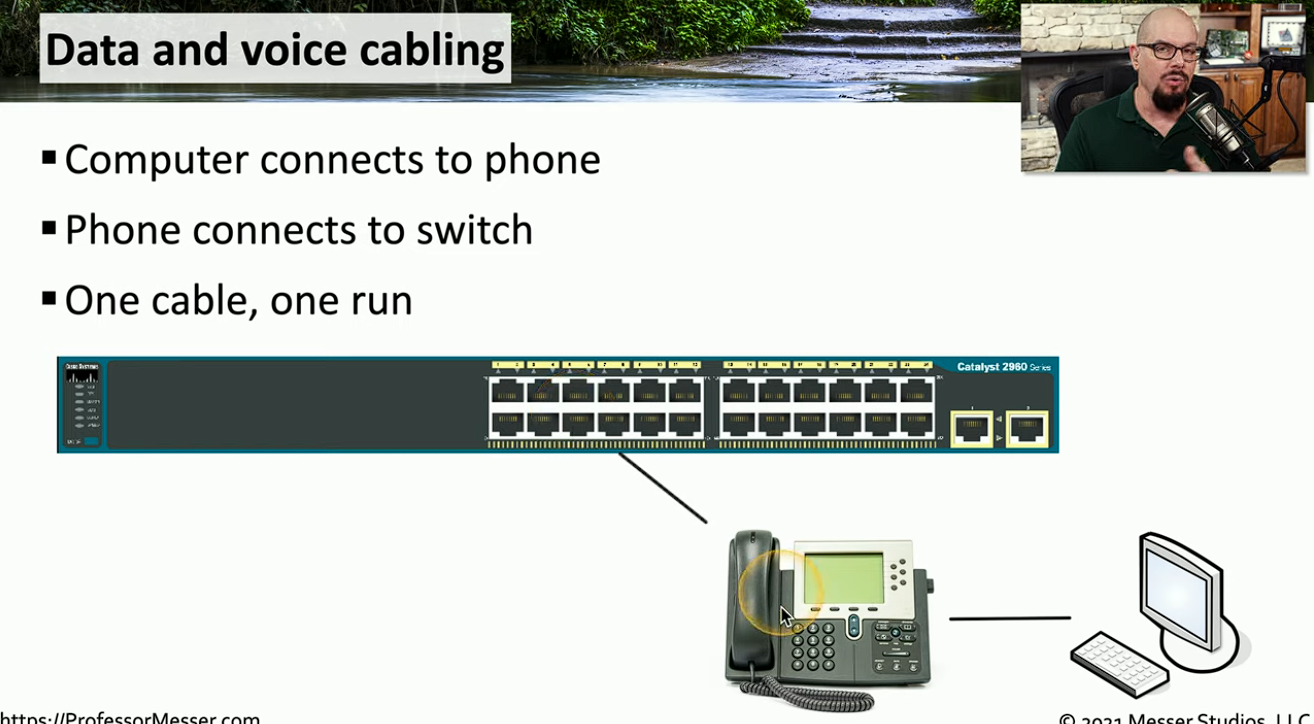 Data and voice cabling
▪ Computer connects to phone
▪ Phone connects to switch
▪ One cable, one run
Catalyst 2960 Series
https://ProfessorMesser.com
© 2021 Messer Studios, LLC